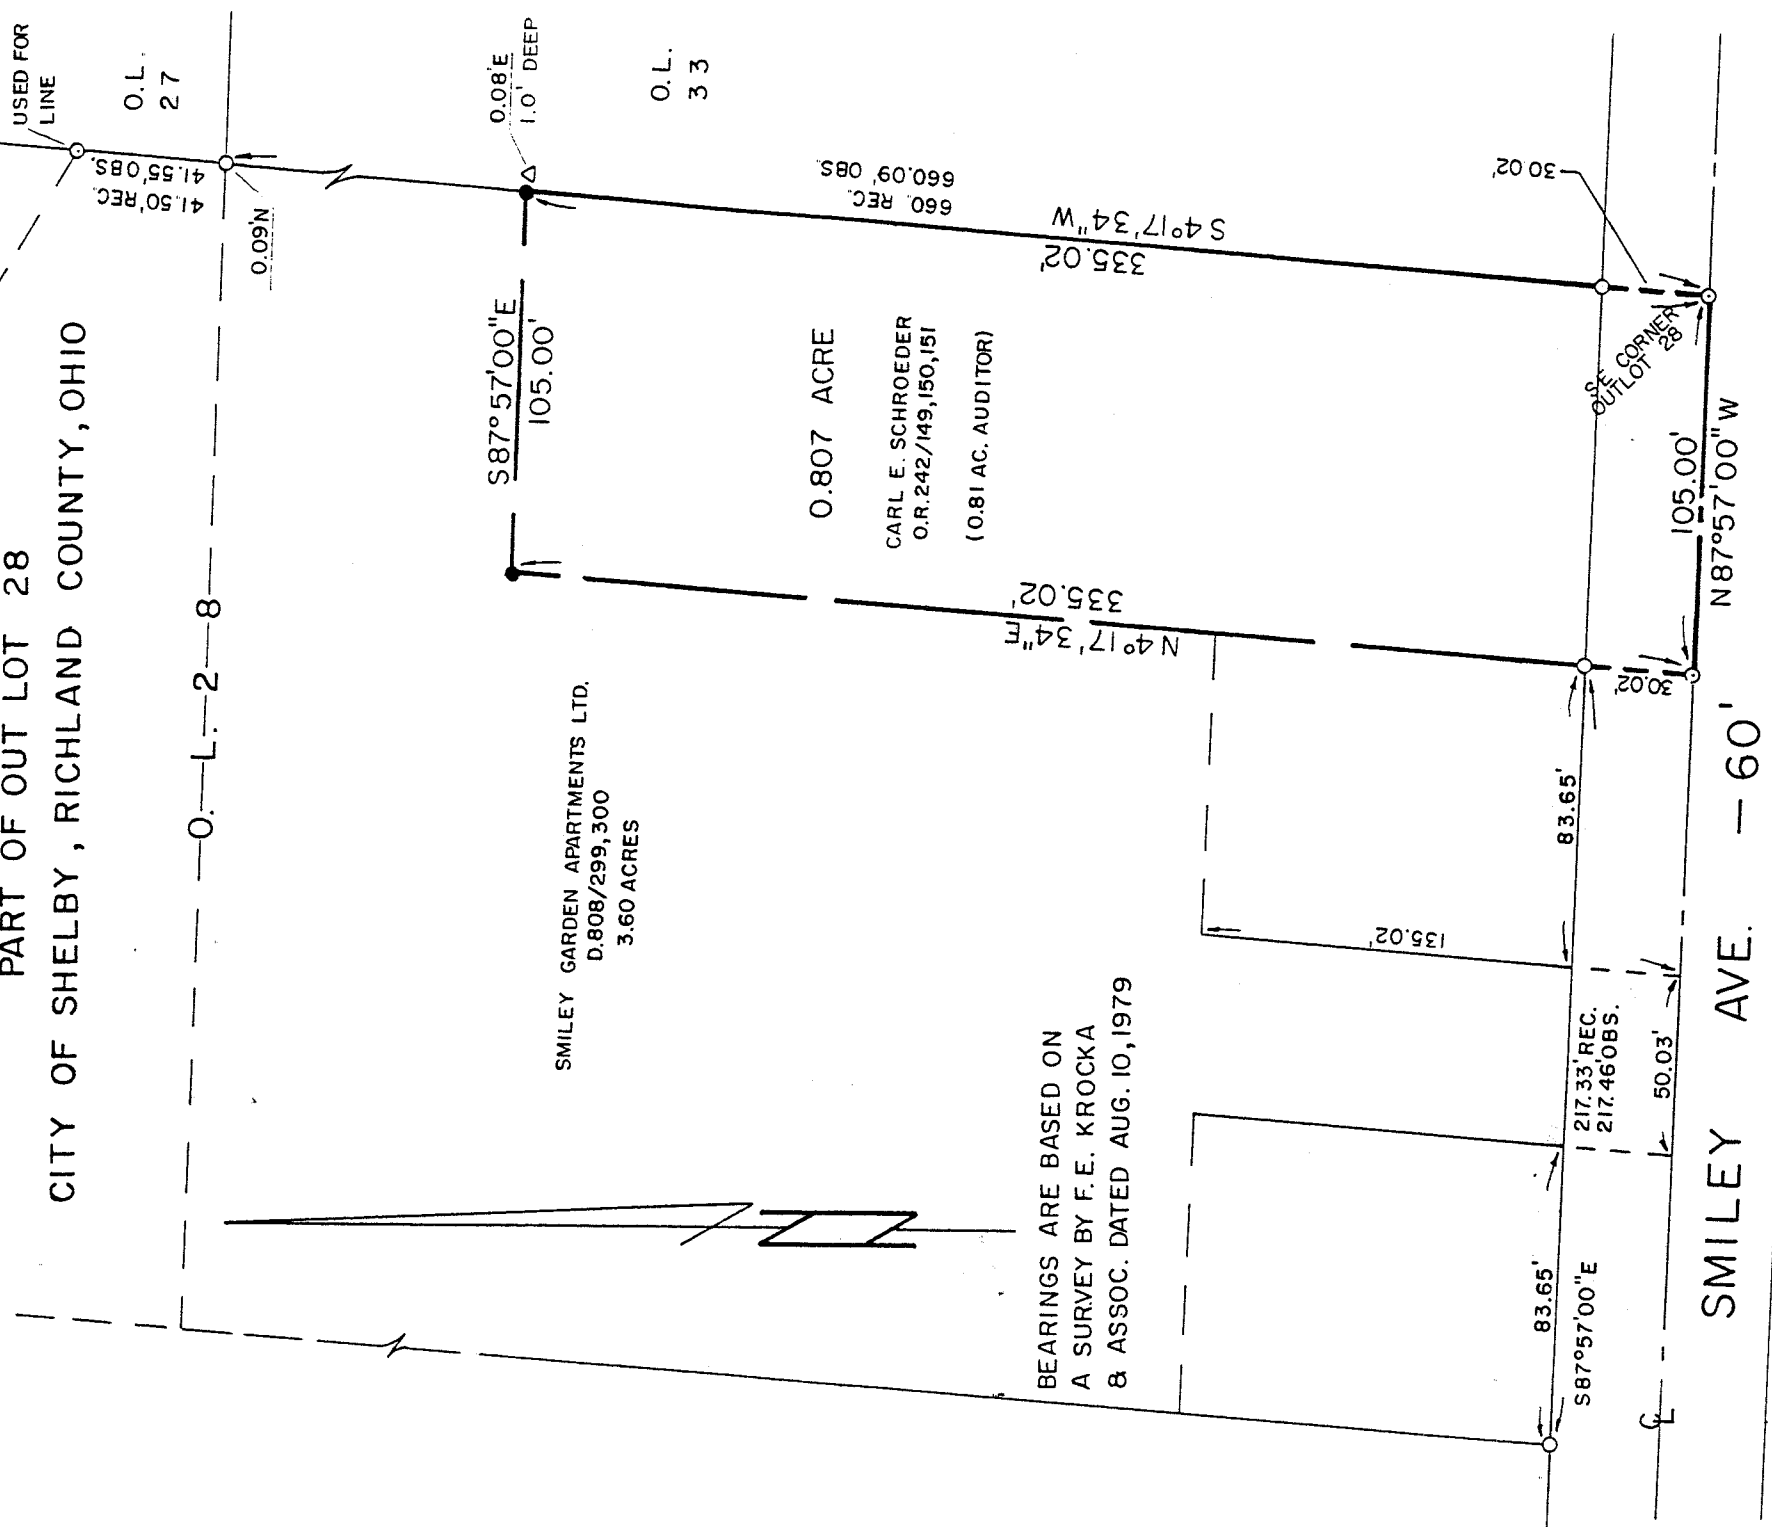 PART OF OUT LOT 28
CITY OF SHELBY, RICHLAND COUNTY, OHIO
USED FOR
LINE
O.L.
27
41.50' REC.
41.55' OBS.
0.09'N
O. L. 2 8
0.08'E
1.0' DEEP
O.L.
33
S87°57'00"E
105.00'
660. REC.
660.09' OBS.
S4°17'34"W
335.02'
0.807 ACRE
CARL E. SCHROEDER
O.R.242/149,150,151
(0.81 AC. AUDITOR)
335.02'
N4°17'34"E
SMILEY GARDEN APARTMENTS LTD.
D.808/299,300
3.60 ACRES
BEARINGS ARE BASED ON
A SURVEY BY F.E. KROCKA
& ASSOC. DATED AUG. 10,1979
30.02'
S.E. CORNER
OUTLOT 28
105.00'
N87°57'00"W
30.02'
83.65'
135.02'
217.33' REC.
217.46' OBS.
50.03'
83.65'
S87°57'00"E
CL
SMILEY AVE. — 60'